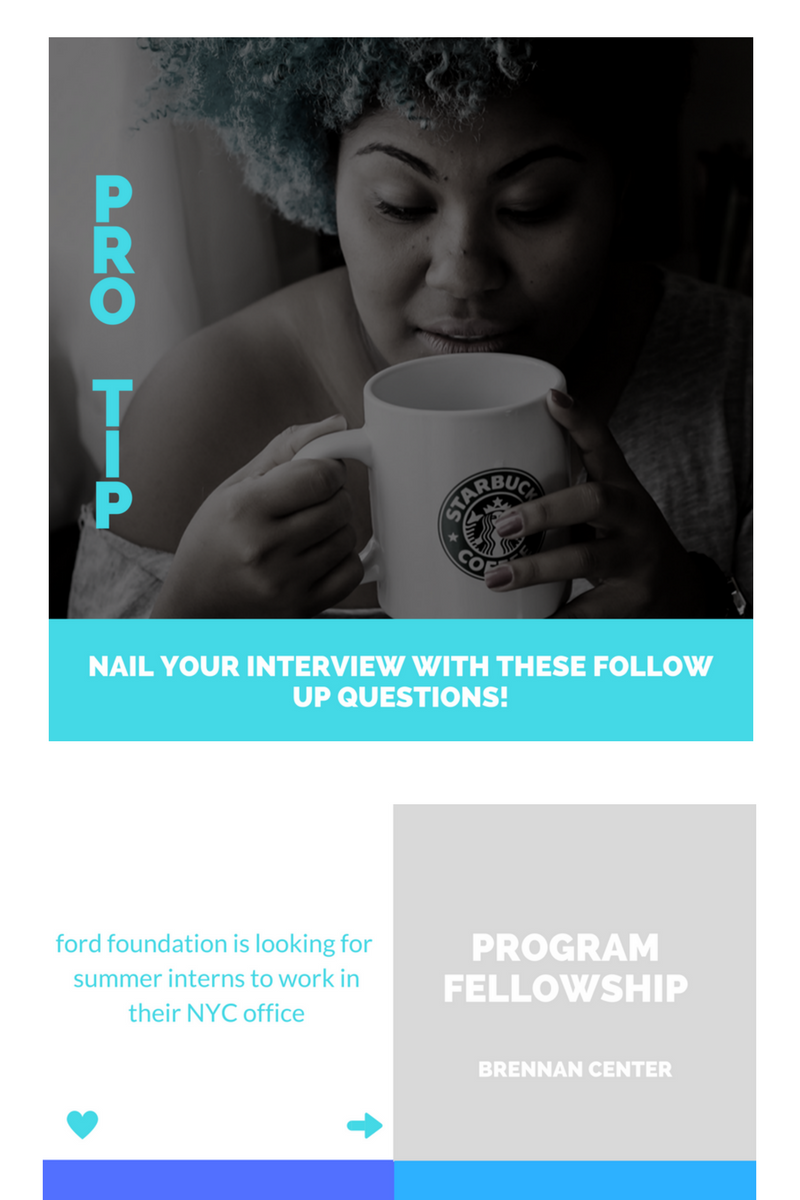 PRO
TIP
STARBUCK
NAIL YOUR INTERVIEW WITH THESE FOLLOW
UP QUESTIONS!
ford foundation is looking for
summer interns to work in
their NYC office
PROGRAM
FELLOWSHIP
BRENNAN CENTER